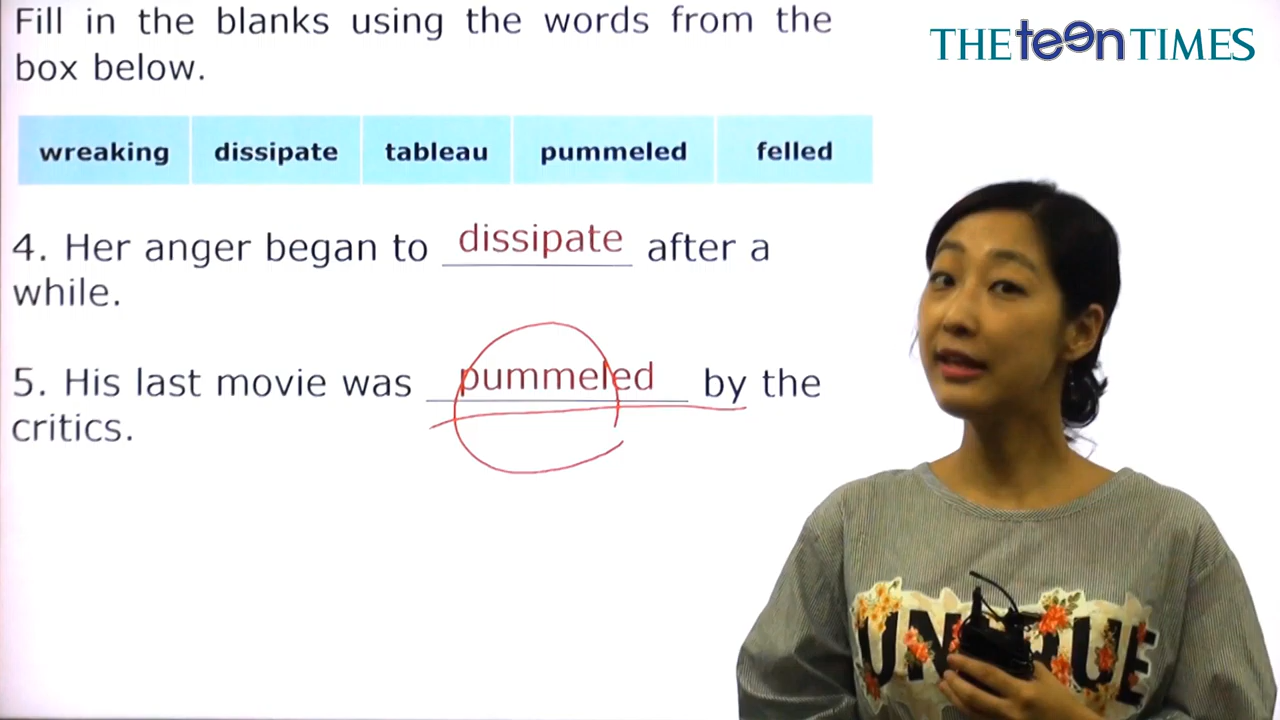 Fill in the blanks using the words from the
THE teen TIMES
box below.
wreaking dissipate tableau pummeled felled
4. Her anger began to dissipate after a
while.
5. His last movie was pummeled by the
critics.
UNIQUE